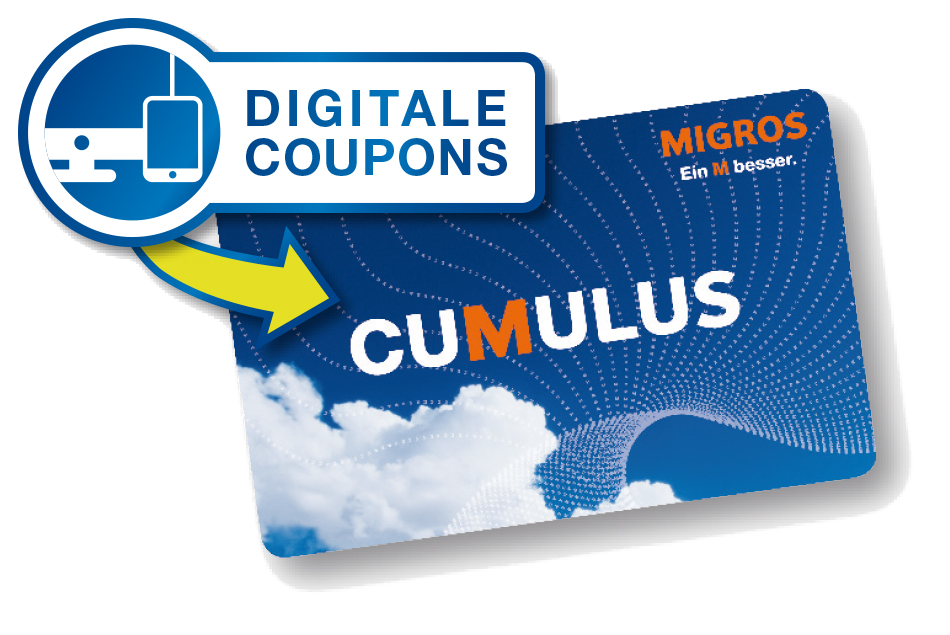 DIGITALE
COUPONS
MIGROS
Ein M besser.
CUMULUS